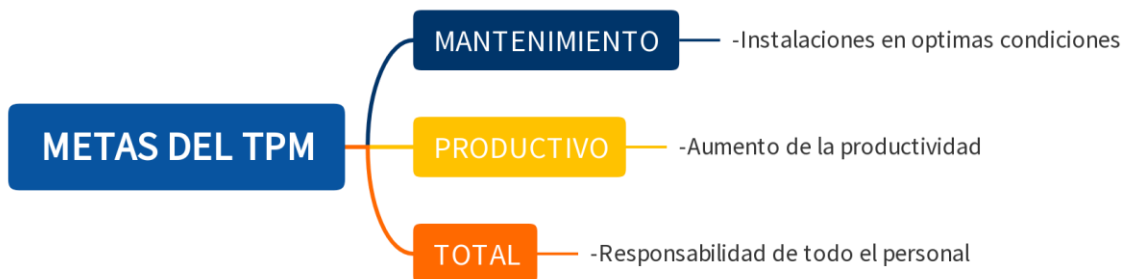 METAS DEL TPM
MANTENIMIENTO
-Instalaciones en optimas condiciones
PRODUCTIVO
-Aumento de la productividad
TOTAL
-Responsabilidad de todo el personal